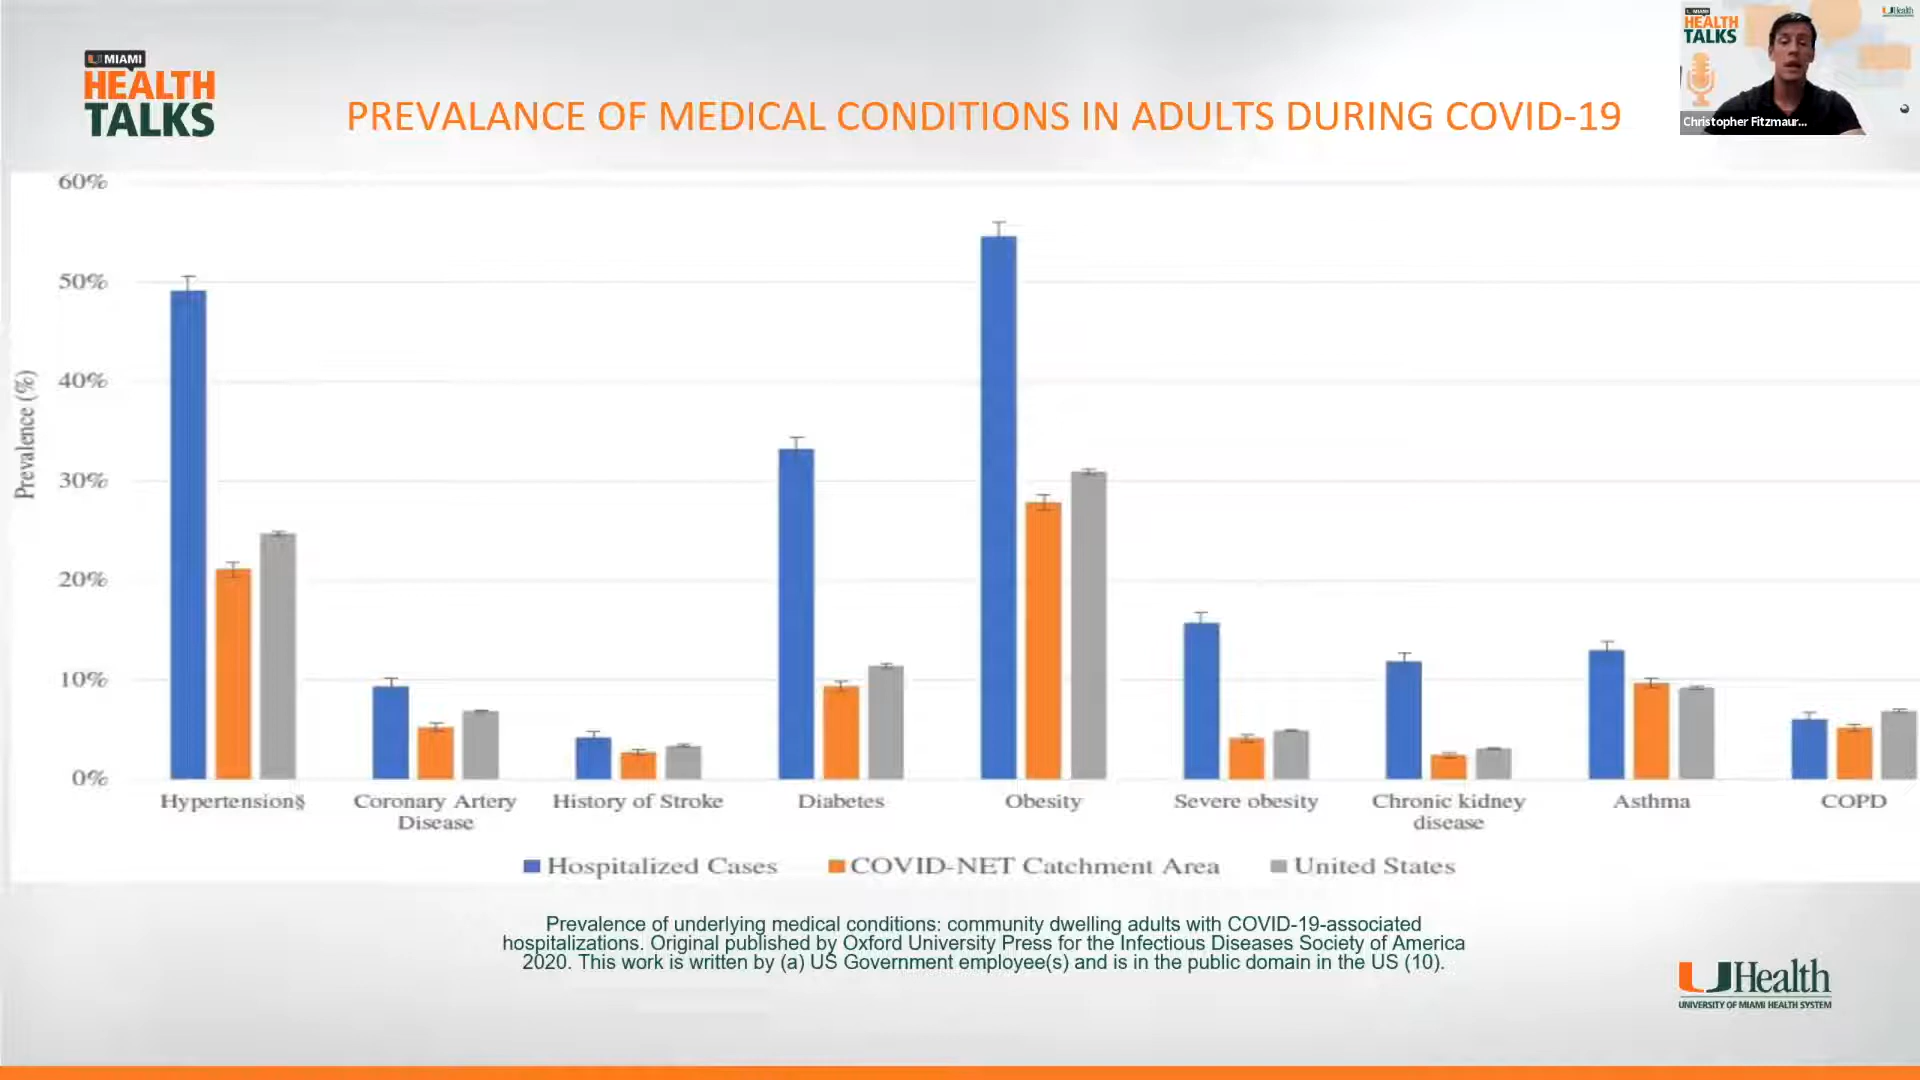 U MIAMI
HEALTH
TALKS
PREVALANCE OF MEDICAL CONDITIONS IN ADULTS DURING COVID-19
U MIAMI
HEALTH
TALKS
UHealth
Christopher Fitzmaur...
60%
50%
40%
30%
20%
10%
0%
Prevalence (%)
Hypertension§
Coronary Artery
Disease
History of Stroke
Diabetes
Obesity
Severe obesity
Chronic kidney
disease
Asthma
COPD
Hospitalized Cases
COVID-NET Catchment Area
United States
Prevalence of underlying medical conditions: community dwelling adults with COVID-19-associated
hospitalizations. Original published by Oxford University Press for the Infectious Diseases Society of America
2020. This work is written by (a) US Government employee(s) and is in the public domain in the US (10).
UHealth
UNIVERSITY OF MIAMI HEALTH SYSTEM